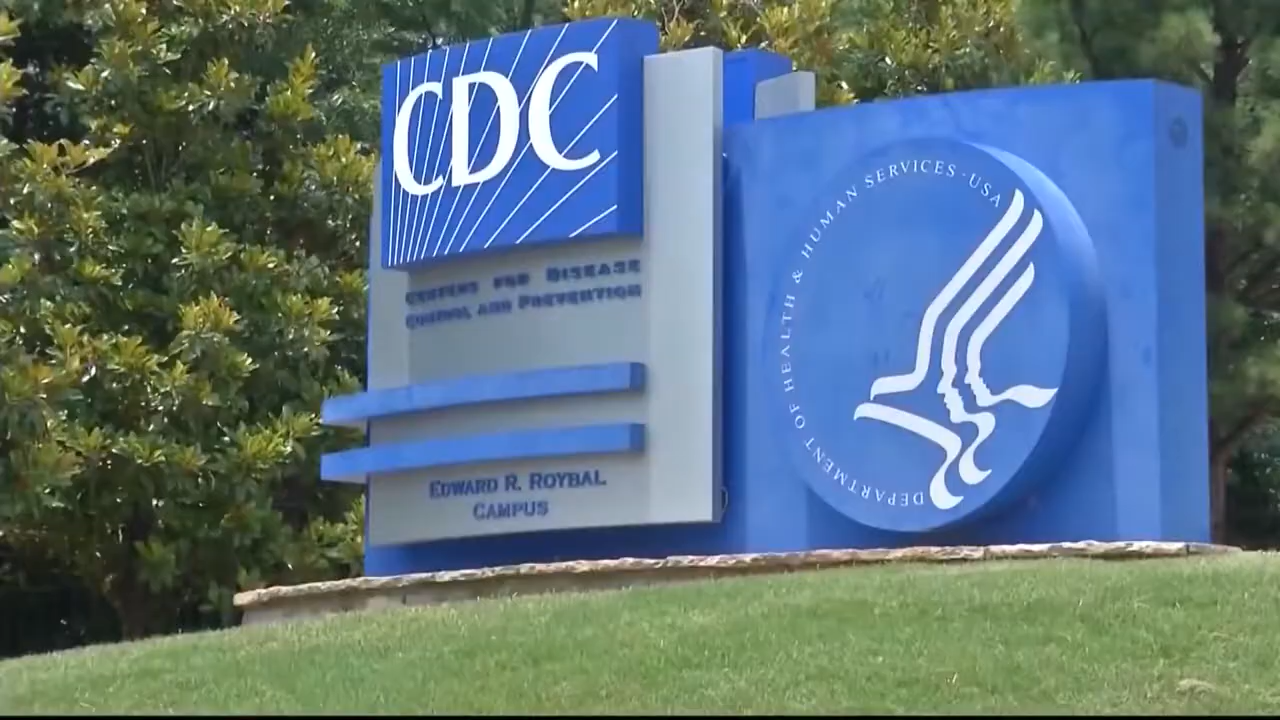 CDC
CENTERS FOR DISEASE
CONTROL AND PREVENTION
EDWARD R. ROYBAL
CAMPUS
DEPARTMENT OF HEALTH & HUMAN SERVICES · USA